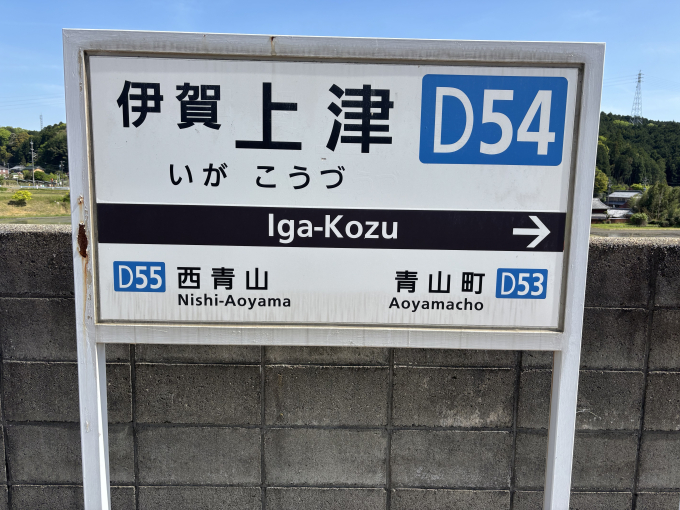 伊賀上津 D54
いが こうづ
Iga-Kozu →
D55 西青山 青山町 D53
Nishi-Aoyama Aoyamacho